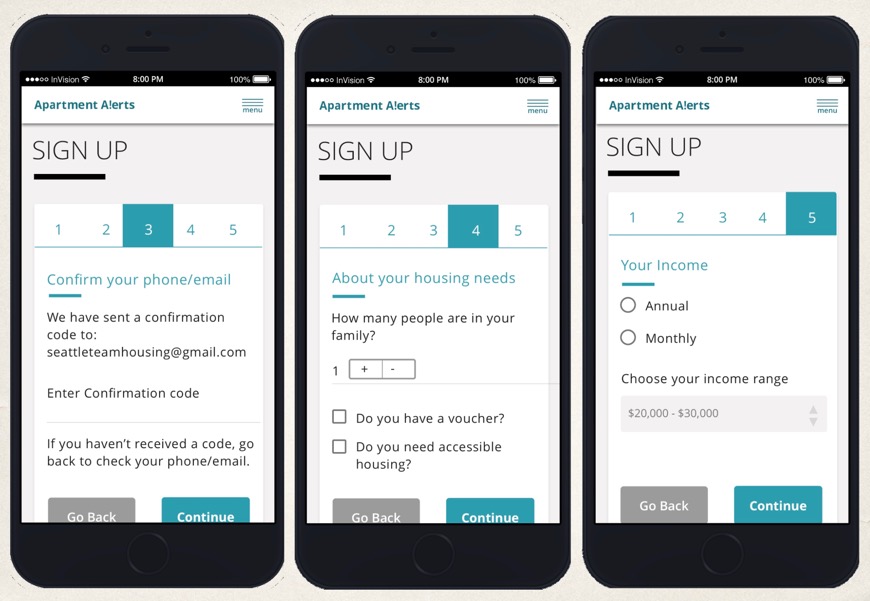 ●●●○○ InVision 8:00 PM 100%
Apartment A!erts
menu
SIGN UP
1 2 3 4 5
Confirm your phone/email
We have sent a confirmation
code to:
seattleteamhousing@gmail.com
Enter Confirmation code
If you haven't received a code, go
back to check your phone/email.
Go Back Continue
●●●○○ InVision 8:00 PM 100%
Apartment A!erts
menu
SIGN UP
1 2 3 4 5
About your housing needs
How many people are in your
family?
1 + -
Do you have a voucher?
Do you need accessible
housing?
Go Back Continue
●●●○○ InVision 8:00 PM 100%
Apartment A!erts
menu
SIGN UP
1 2 3 4 5
Your Income
Annual
Monthly
Choose your income range
$20,000 - $30,000
Go Back Continue